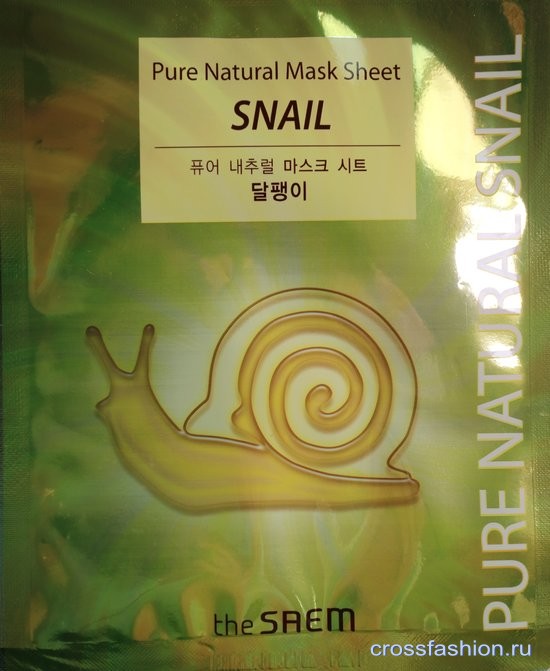 Pure Natural Mask Sheet
SNAIL
퓨어 내추럴 마스크 시트
달팽이
PURE NATURAL SNAIL
the SAEM
crossfashion.ru